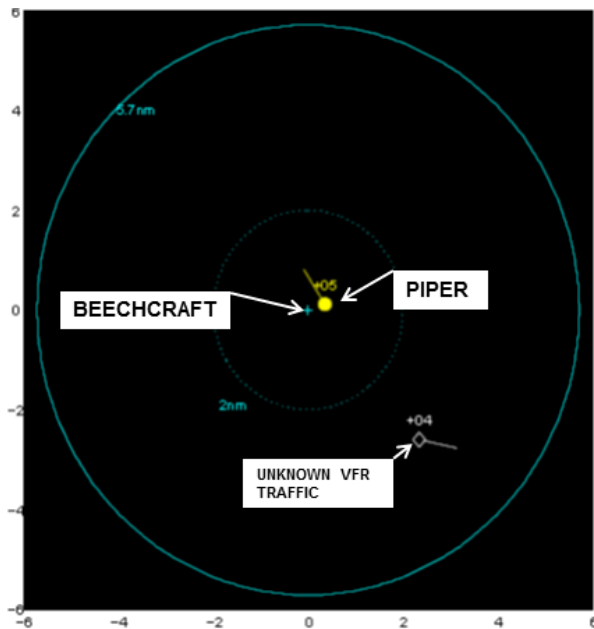 6
5.7nm
4
2
+05
PIPER
BEECHCRAFT
0
2nm
-2
+04
UNKNOWN VFR
TRAFFIC
-4
-6
-6 -4 -2 0 2 4 6